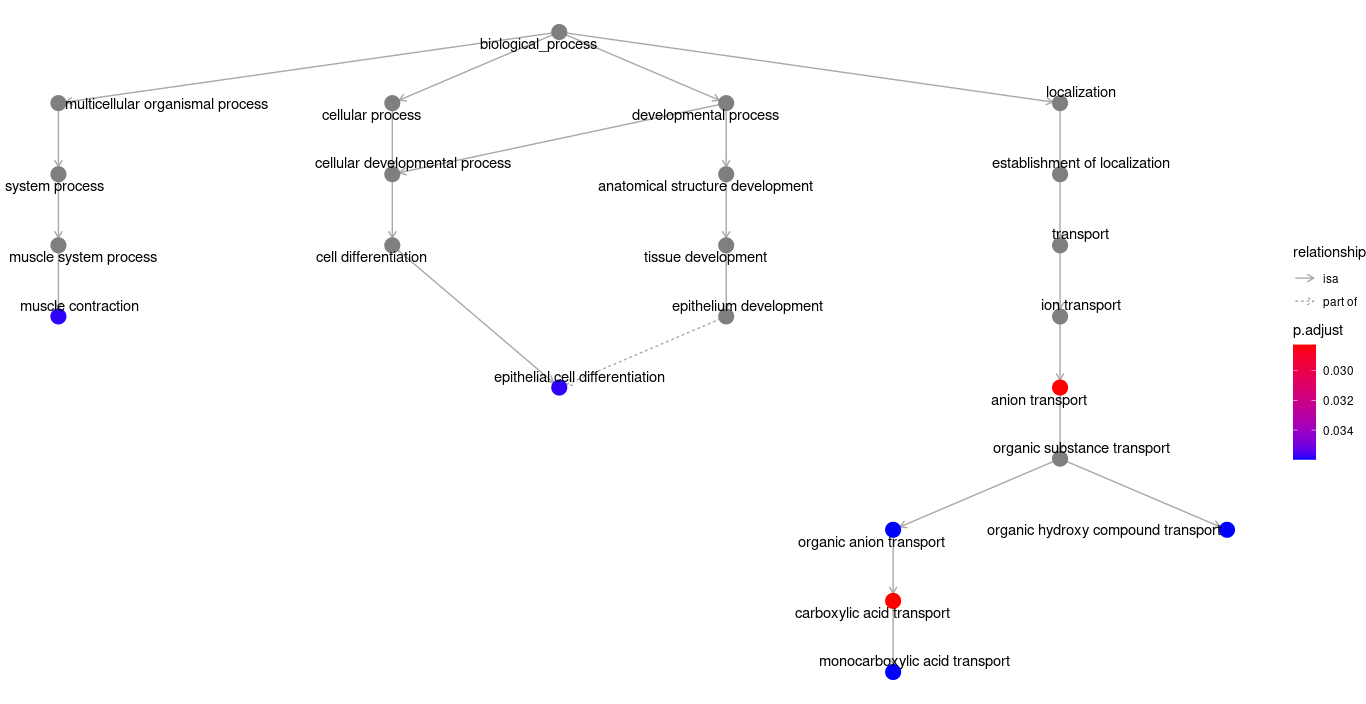 biological_process
localization
multicellular organismal process
cellular process
developmental process
cellular developmental process
establishment of localization
system process
anatomical structure development
transport
muscle system process
cell differentiation
tissue development
muscle contraction
epithelium development
ion transport
epithelial cell differentiation
anion transport
organic substance transport
organic anion transport
organic hydroxy compound transport
carboxylic acid transport
monocarboxylic acid transport
relationship
isa
part of
p.adjust
0.030
0.032
0.034